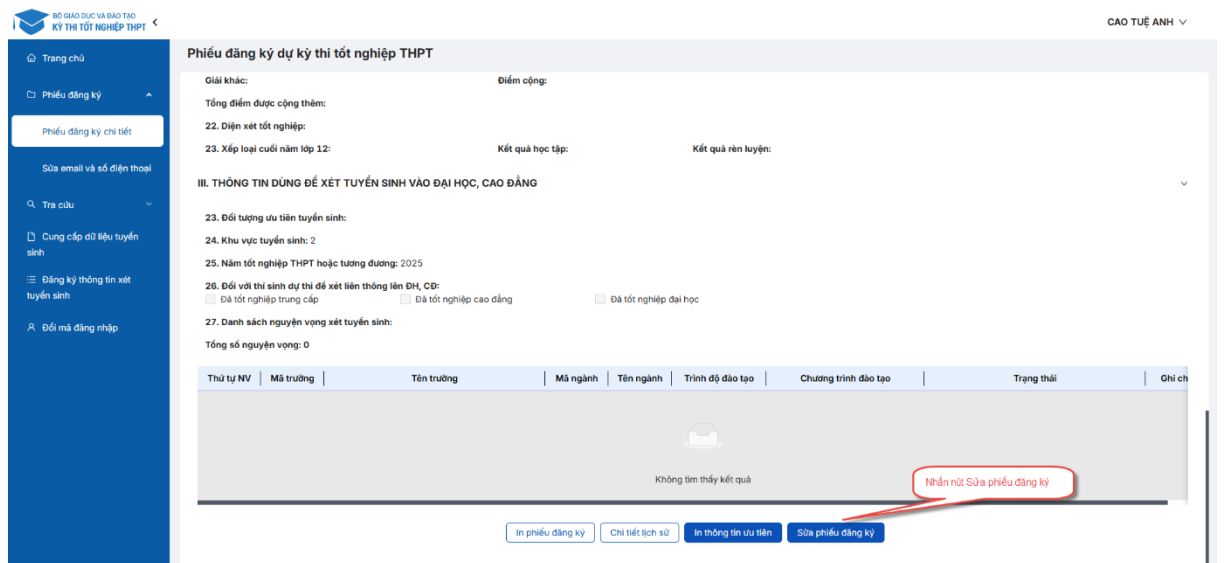 BỘ GIÁO DỤC VÀ ĐÀO TẠO
KỲ THI TỐT NGHIỆP THPT
CAO TUỆ ANH
Trang chủ
Phiếu đăng ký
Phiếu đăng ký chi tiết
Sửa email và số điện thoại
Tra cứu
Cung cấp dữ liệu tuyển
sinh
Đăng ký thông tin xét
tuyển sinh
Đổi mã đăng nhập
Phiếu đăng ký dự kỳ thi tốt nghiệp THPT
Giải khác: Điểm cộng:
Tổng điểm được cộng thêm:
22. Diện xét tốt nghiệp:
23. Xếp loại cuối năm lớp 12: Kết quả học tập: Kết quả rèn luyện:
III. THÔNG TIN DÙNG ĐỂ XÉT TUYỂN SINH VÀO ĐẠI HỌC, CAO ĐẲNG
23. Đối tượng ưu tiên tuyển sinh:
24. Khu vực tuyển sinh: 2
25. Năm tốt nghiệp THPT hoặc tương đương: 2025
26. Đối với thí sinh dự thi để xét liên thông lên ĐH, CĐ:
Đã tốt nghiệp trung cấp Đã tốt nghiệp cao đẳng Đã tốt nghiệp đại học
27. Danh sách nguyện vọng xét tuyển sinh:
Tổng số nguyện vọng: 0
Thứ tự NV Mã trường Tên trường Mã ngành Tên ngành Trình độ đào tạo Chương trình đào tạo Trạng thái Ghi ch
Không tìm thấy kết quả
Nhấn nút Sửa phiếu đăng ký
In phiếu đăng ký Chi tiết lịch sử In thông tin ưu tiên Sửa phiếu đăng ký